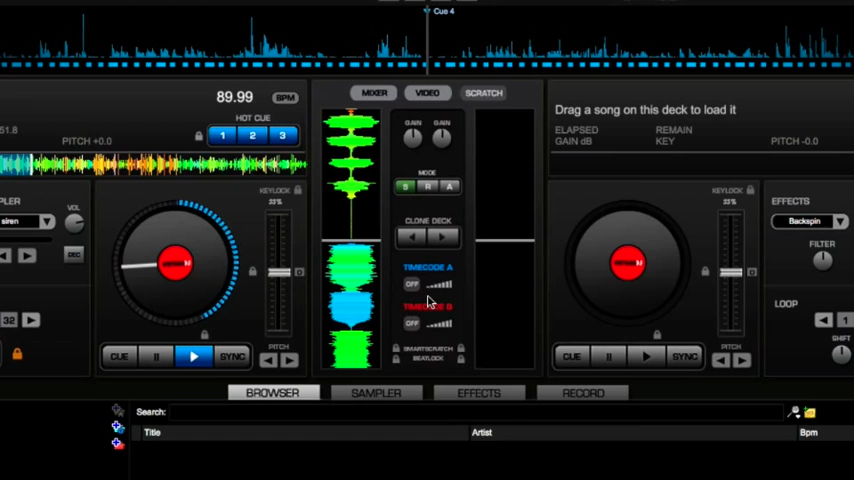 Cue 4
MIXER VIDEO SCRATCH
89.99 BPM
Drag a song on this deck to load it
HOT CUE
GAIN GAIN
ELAPSED REMAIN
51.8 PITCH +0.0
1 2 3
GAIN dB KEY PITCH -0.0
MODE
S R A
KEYLOCK
KEYLOCK
PLER VOL
33%
33%
EFFECTS
siren
CLONE DECK
Backspin
REC
FILTER
TIMECODE A
OFF
TIMECODE B
OFF
LOOP
32
1
SMARTSCRATCH
BEATLOCK
PITCH
PITCH
SHIFT
CUE SYNC
CUE SYNC
BROWSER SAMPLER EFFECTS RECORD
Search:
Title Artist Bpm